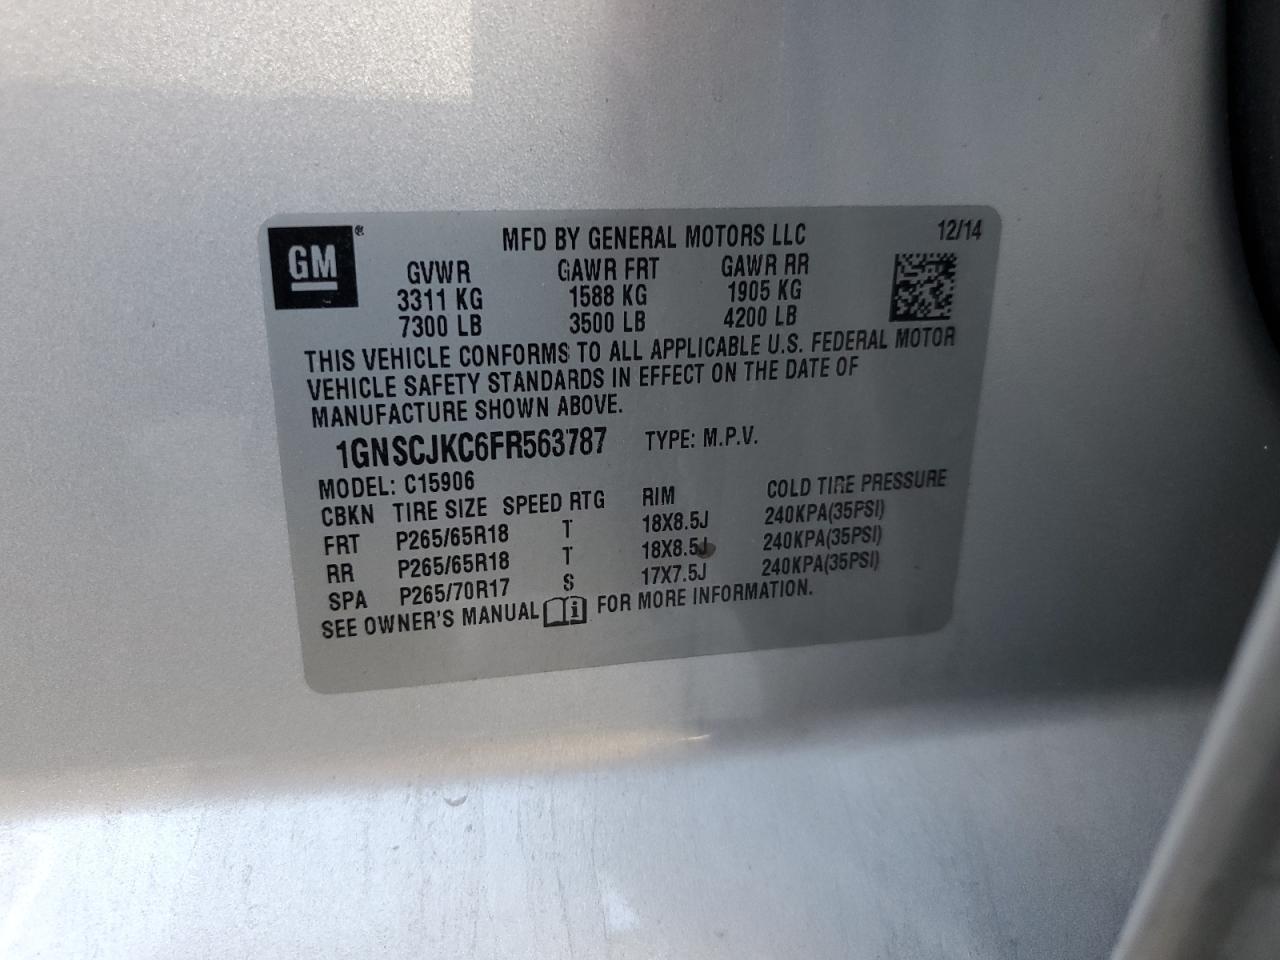 GM® MFD BY GENERAL MOTORS LLC 12/14
GVWR GAWR FRT GAWR RR
3311 KG 1588 KG 1905 KG
7300 LB 3500 LB 4200 LB
THIS VEHICLE CONFORMS TO ALL APPLICABLE U.S. FEDERAL MOTOR
VEHICLE SAFETY STANDARDS IN EFFECT ON THE DATE OF
MANUFACTURE SHOWN ABOVE.
1GNSCJKC6FR563787 TYPE: M.P.V.
MODEL: C15906
CBKN TIRE SIZE SPEED RTG RIM COLD TIRE PRESSURE
FRT P265/65R18 T 18X8.5J 240KPA(35PSI)
RR P265/65R18 T 18X8.5J 240KPA(35PSI)
SPA P265/70R17 S 17X7.5J 240KPA(35PSI)
SEE OWNER'S MANUAL i FOR MORE INFORMATION.